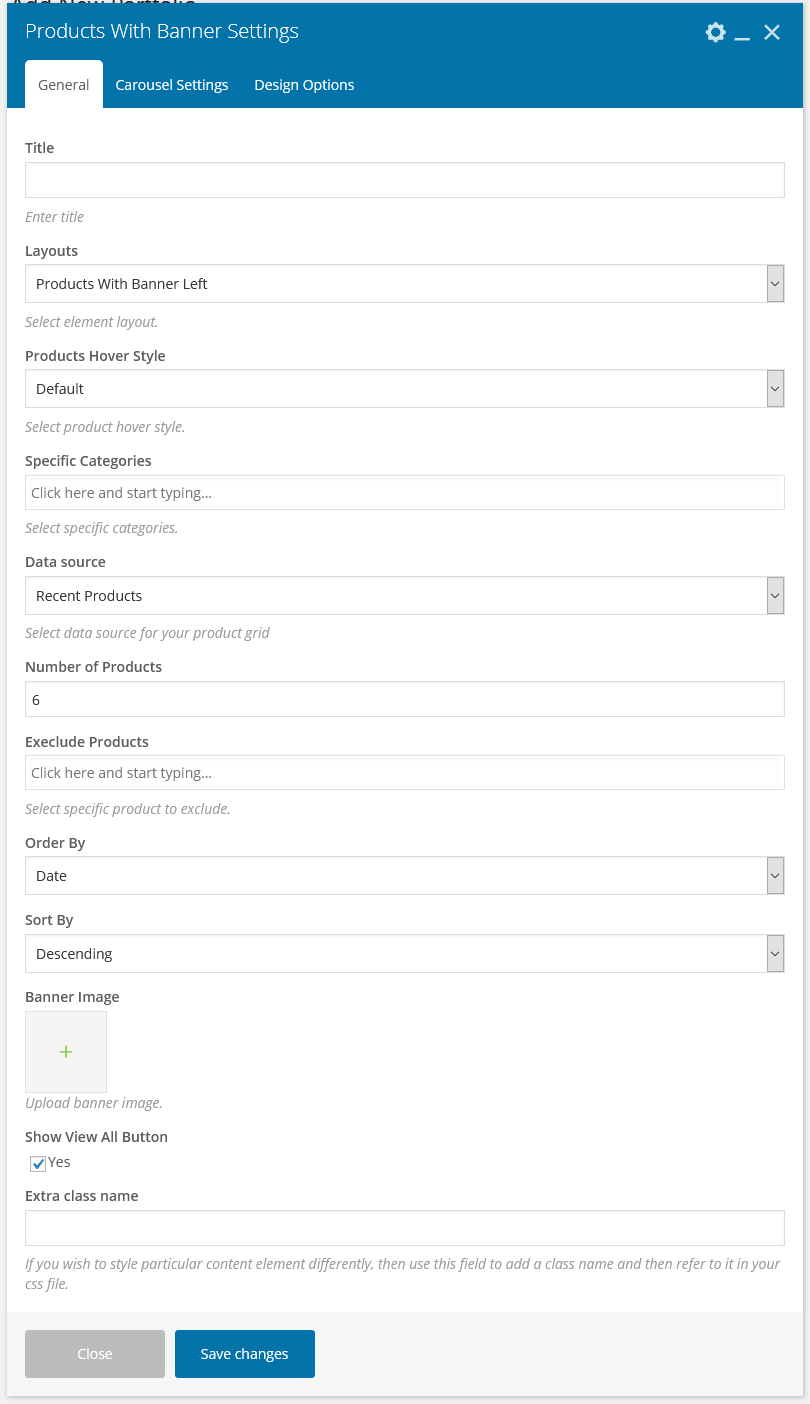 Add New Portfolio
Products With Banner Settings
General
Carousel Settings
Design Options
Title
Enter title
Layouts
Products With Banner Left
Select element layout.
Products Hover Style
Default
Select product hover style.
Specific Categories
Click here and start typing...
Select specific categories.
Data source
Recent Products
Select data source for your product grid
Number of Products
6
Execlude Products
Click here and start typing...
Select specific product to exclude.
Order By
Date
Sort By
Descending
Banner Image
+
Upload banner image.
Show View All Button
Yes
Extra class name
If you wish to style particular content element differently, then use this field to add a class name and then refer to it in your
css file.
Close
Save changes